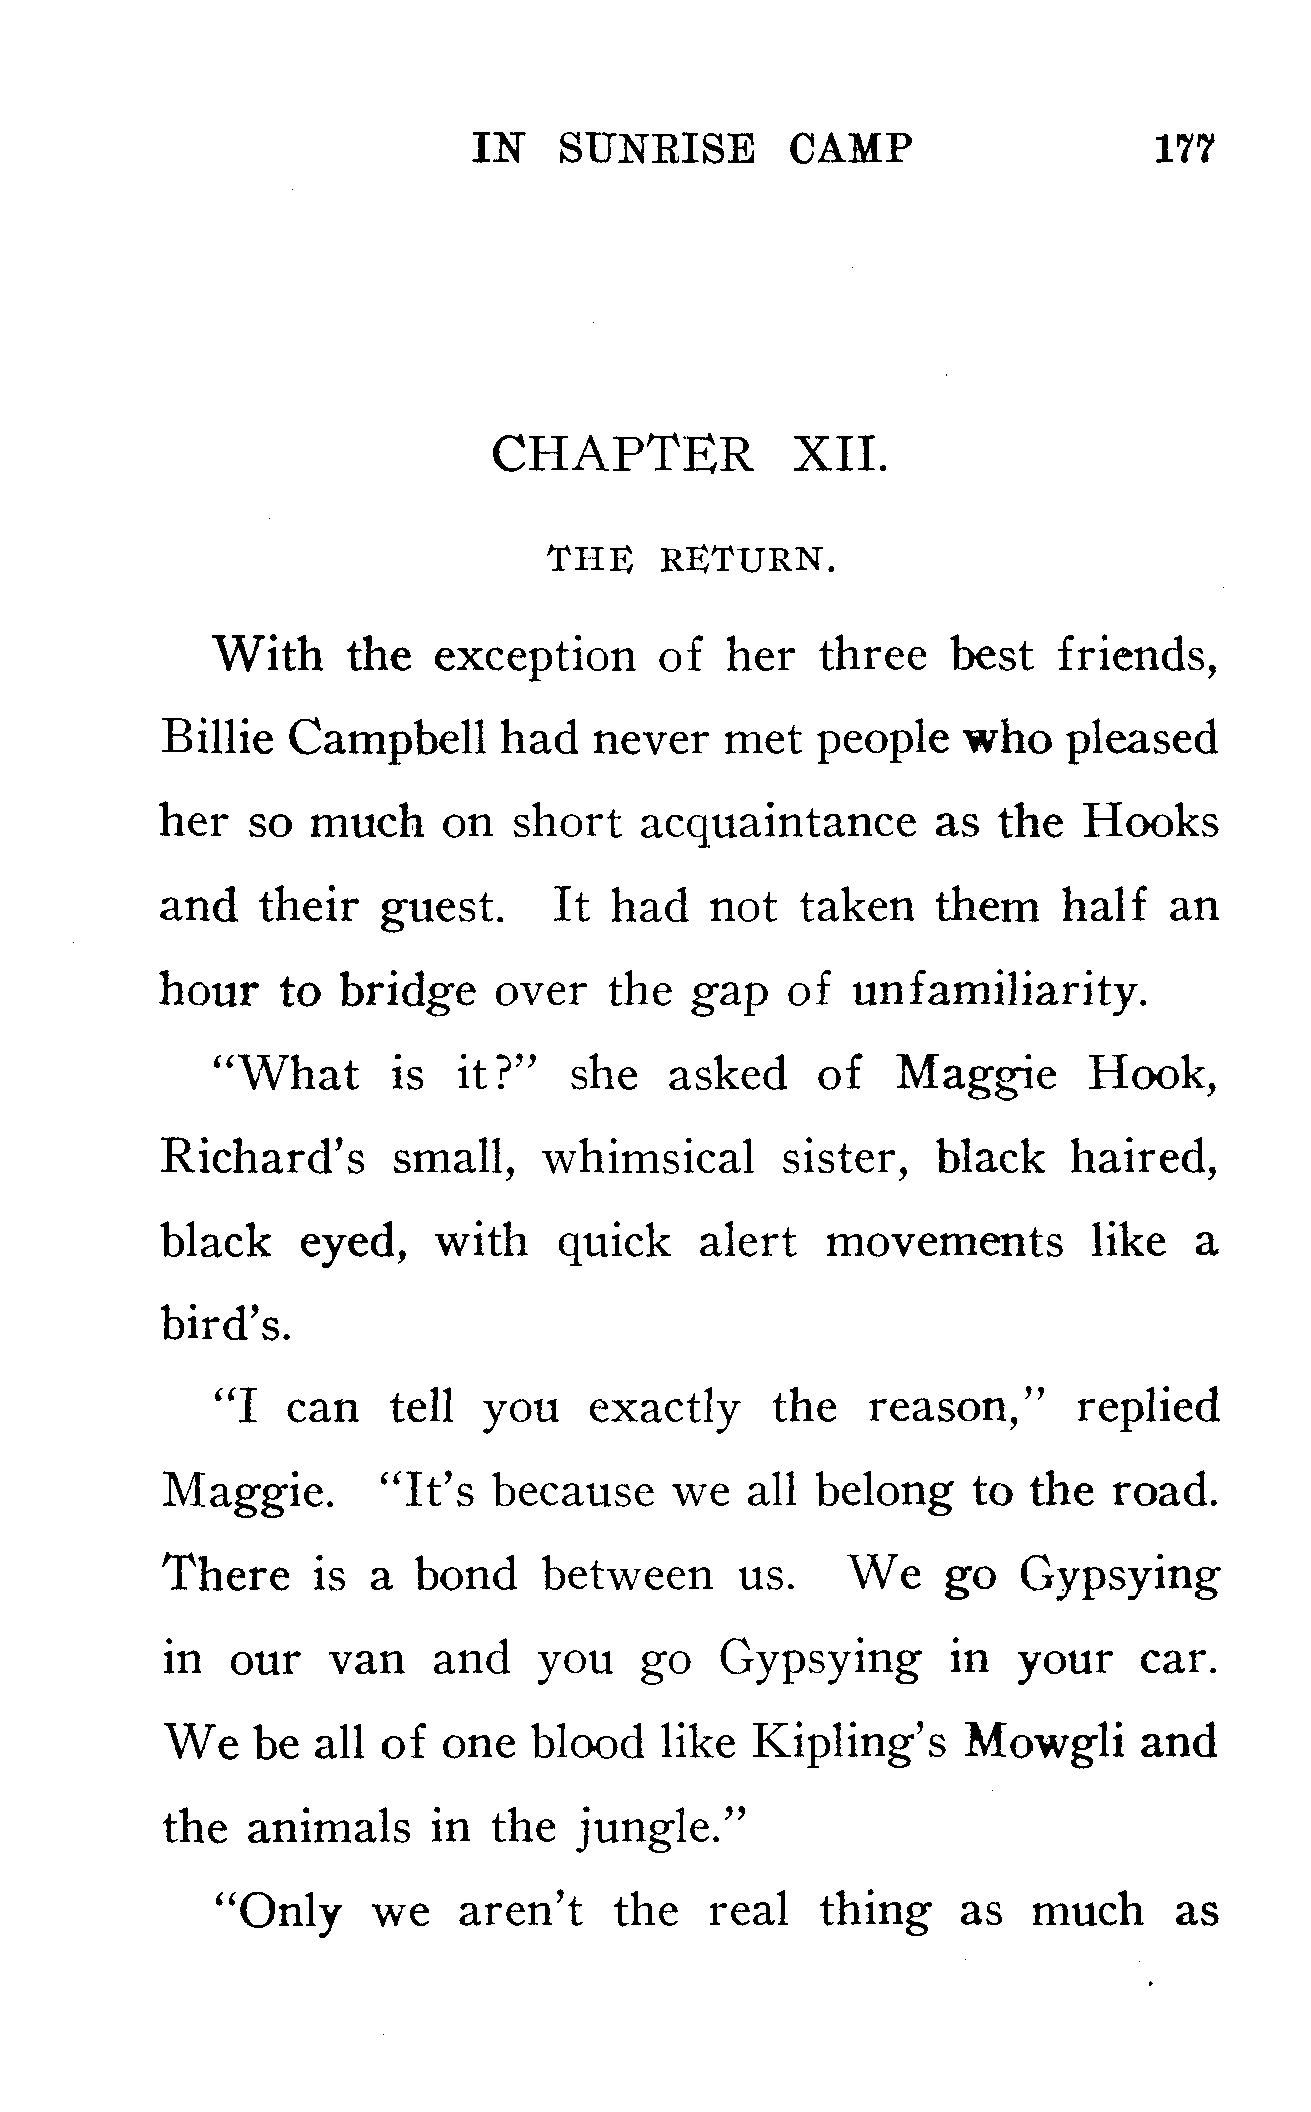 IN SUNRISE CAMP 177
CHAPTER XII.
THE RETURN.
With the exception of her three best friends,
Billie Campbell had never met people who pleased
her so much on short acquaintance as the Hooks
and their guest. It had not taken them half an
hour to bridge over the gap of unfamiliarity.
"What is it?" she asked of Maggie Hook,
Richard's small, whimsical sister, black haired,
black eyed, with quick alert movements like a
bird's.
"I can tell you exactly the reason," replied
Maggie. "It's because we all belong to the road.
There is a bond between us. We go Gypsying
in our van and you go Gypsying in your car.
We be all of one blood like Kipling's Mowgli and
the animals in the jungle."
"Only we aren't the real thing as much as